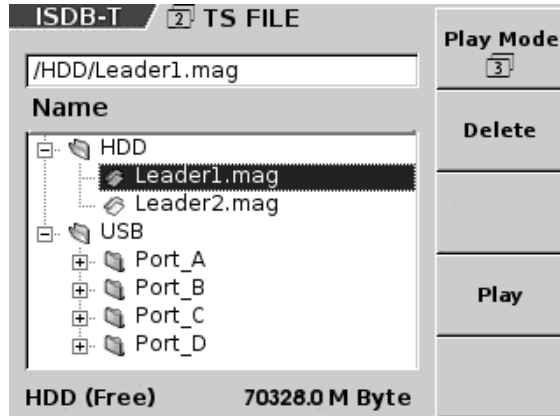 ISDB-T / 2 TS FILE
/HDD/Leader1.mag
Name
HDD
Leader1.mag
Leader2.mag
USB
Port_A
Port_B
Port_C
Port_D
HDD (Free) 70328.0 M Byte
Play Mode
3
Delete
Play